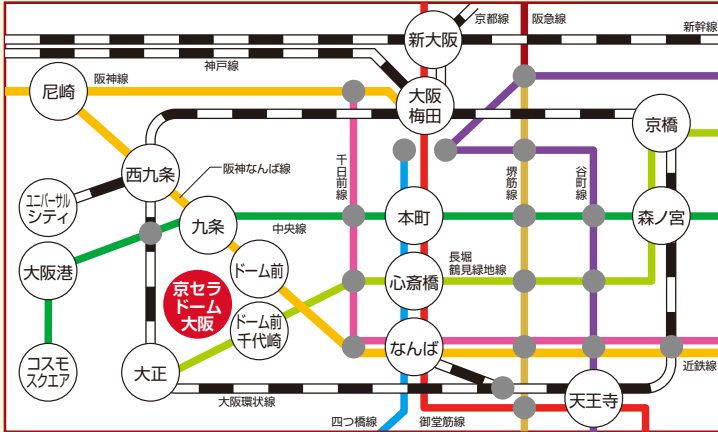 京都線
阪急線
新幹線
新大阪
神戸線
阪神線
尼崎
大阪
梅田
京橋
西九条
阪神なんば線
千日前線
堺筋線
谷町線
ユニバーサル
シティ
九条
中央線
本町
森ノ宮
大阪港
ドーム前
長堀
鶴見緑地線
心斎橋
京セラ
ドーム
大阪
ドーム前
千代崎
なんば
コスモ
スクエア
大正
近鉄線
大阪環状線
天王寺
四つ橋線
御堂筋線